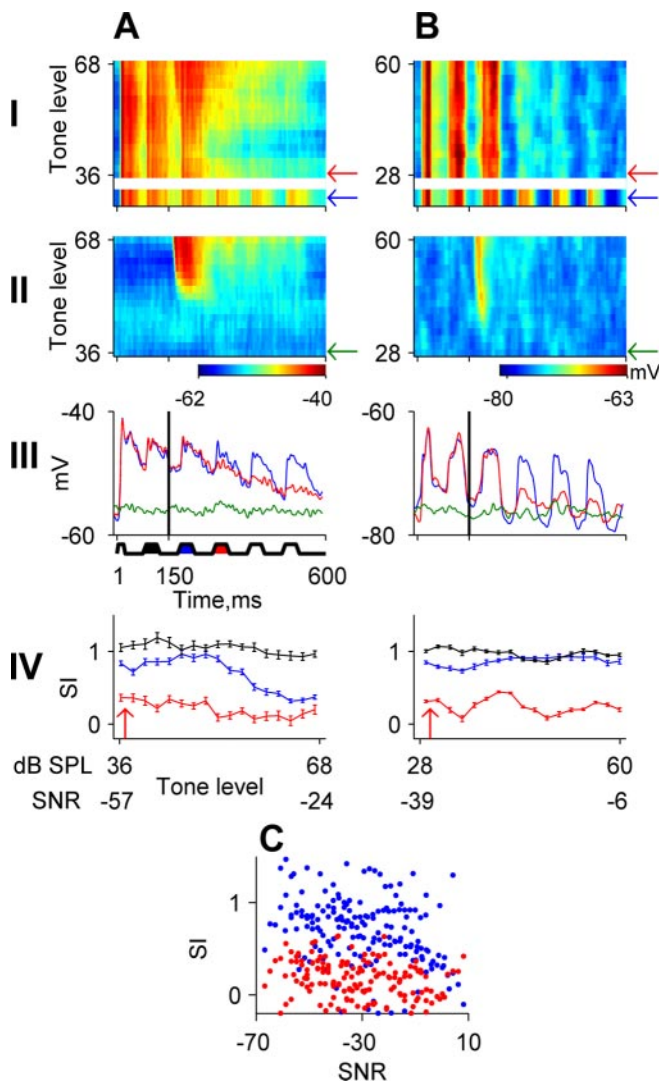 A B
I
Tone level
68
36
60
28
II
Tone level
68
36
60
28
-62 -40
-80 -63 mV
III
mV
-40
-60
-60
-80
1 150 600
Time,ms
IV
SI
1
0
1
0
dB SPL 36 Tone level 68 28 60
SNR -57 -24 -39 -6
C
SI
1
0
-70 -30 10
SNR